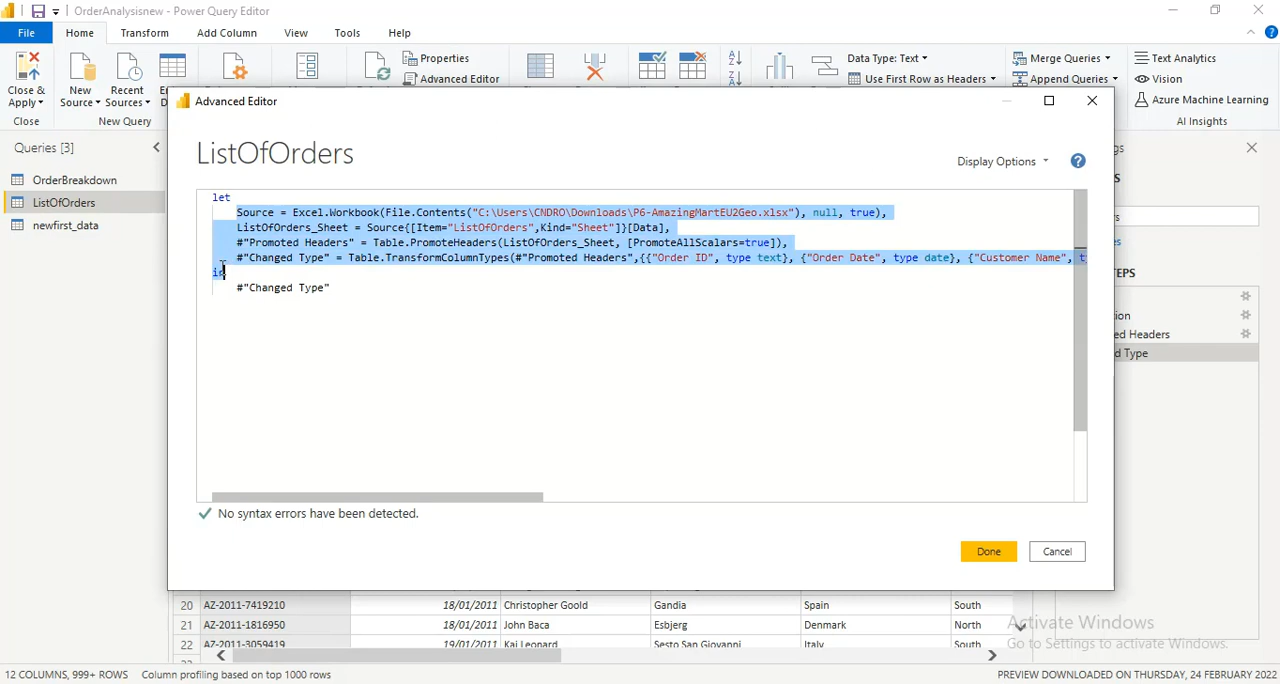 OrderAnalysisnew - Power Query Editor
File Home Transform Add Column View Tools Help
Close & Apply
New Source
Recent Sources
Properties
Advanced Editor
Data Type: Text
Use First Row as Headers
Merge Queries
Append Queries
Text Analytics
Vision
Azure Machine Learning
Close
New Query
AI Insights
Queries [3]
OrderBreakdown
ListOfOrders
newfirst_data
Advanced Editor
ListOfOrders
Display Options
let
Source = Excel.Workbook(File.Contents("C:\Users\CNDRO\Downloads\P6-AmazingMartEU2Geo.xlsx"), null, true),
ListOfOrders_Sheet = Source{[Item="ListOfOrders",Kind="Sheet"]}[Data],
#"Promoted Headers" = Table.PromoteHeaders(ListOfOrders_Sheet, [PromoteAllScalars=true]),
#"Changed Type" = Table.TransformColumnTypes(#"Promoted Headers",{{"Order ID", type text}, {"Order Date", type date}, {"Customer Name",
#"Changed Type"
No syntax errors have been detected.
Done
Cancel
20 AZ-2011-7419210 18/01/2011 Christopher Goold Gandia Spain South
21 AZ-2011-1816950 18/01/2011 John Baca Esbjerg Denmark North
22 AZ-2011-3059419 19/01/2011 Kai Leonard Sesto San Giovanni Italy South
Activate Windows
Go to Settings to activate Windows.
12 COLUMNS, 999+ ROWS Column profiling based on top 1000 rows
PREVIEW DOWNLOADED ON THURSDAY, 24 FEBRUARY 2022